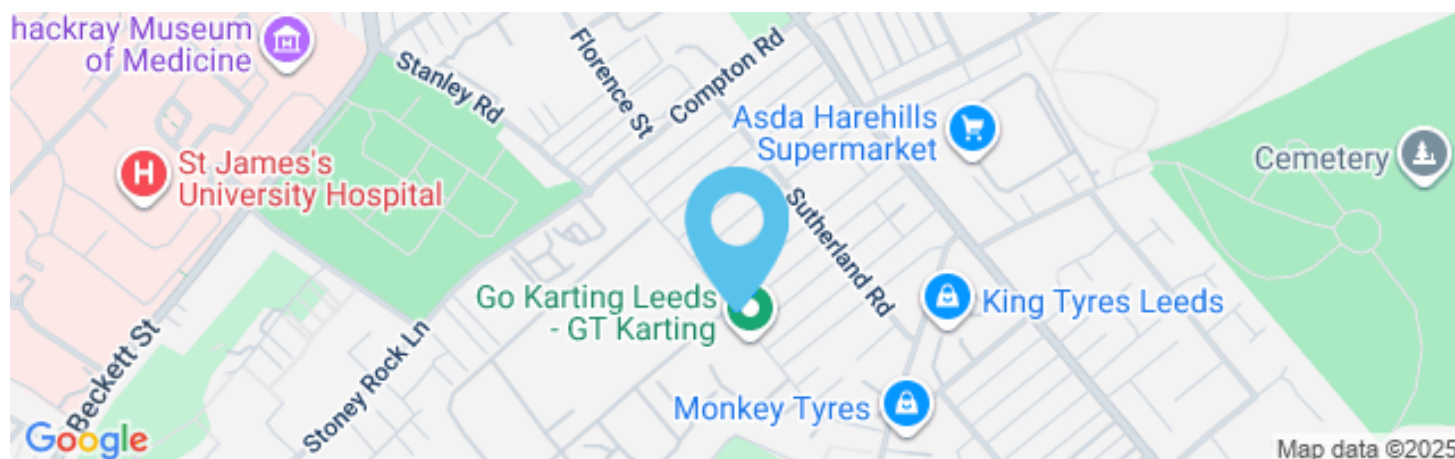 hackray Museum
of Medicine
Florence St
Compton Rd
Stanley Rd
Asda Harehills
Supermarket
Cemetery
H
St James's
University Hospital
Sutherland Rd
Go Karting Leeds
- GT Karting
King Tyres Leeds
Beckett St
Stoney Rock Ln
Monkey Tyres
Google
Map data ©2025